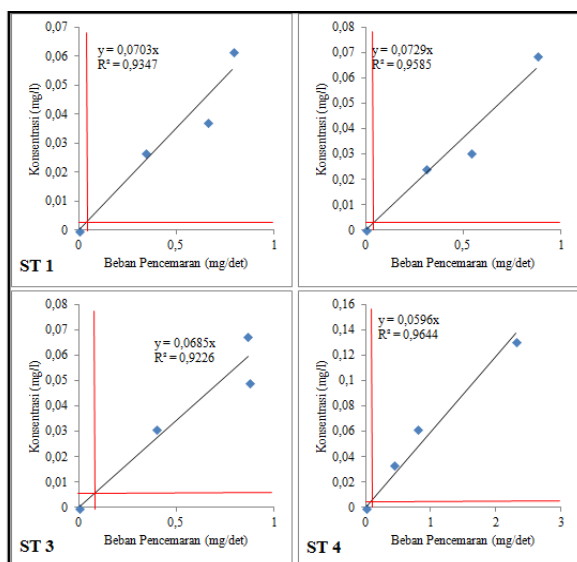 0,07
0,06
0,05
0,04
0,03
0,02
0,01
0
Konsentrasi (mg/l)
y = 0,0703x
R² = 0,9347
0
0,5
1
Beban Pencemaran (mg/det)
ST 1
0,08
0,07
0,06
0,05
0,04
0,03
0,02
0,01
0,00
Konsentrasi (mg/l)
y = 0,0729x
R² = 0,9585
0
0,5
1
Beban Pencemaran (mg/det)
0,08
0,07
0,06
0,05
0,04
0,03
0,02
0,01
0
Konsentrasi (mg/l)
y = 0,0685x
R² = 0,9226
0
0,5
1
Beban Pencemaran (mg/det)
ST 3
0,16
0,14
0,12
0,10
0,08
0,06
0,04
0,02
0,00
Konsentrasi (mg/l)
y = 0,0596x
R² = 0,9644
0
1
2
3
Beban Pencemaran (mg/det)
ST 4